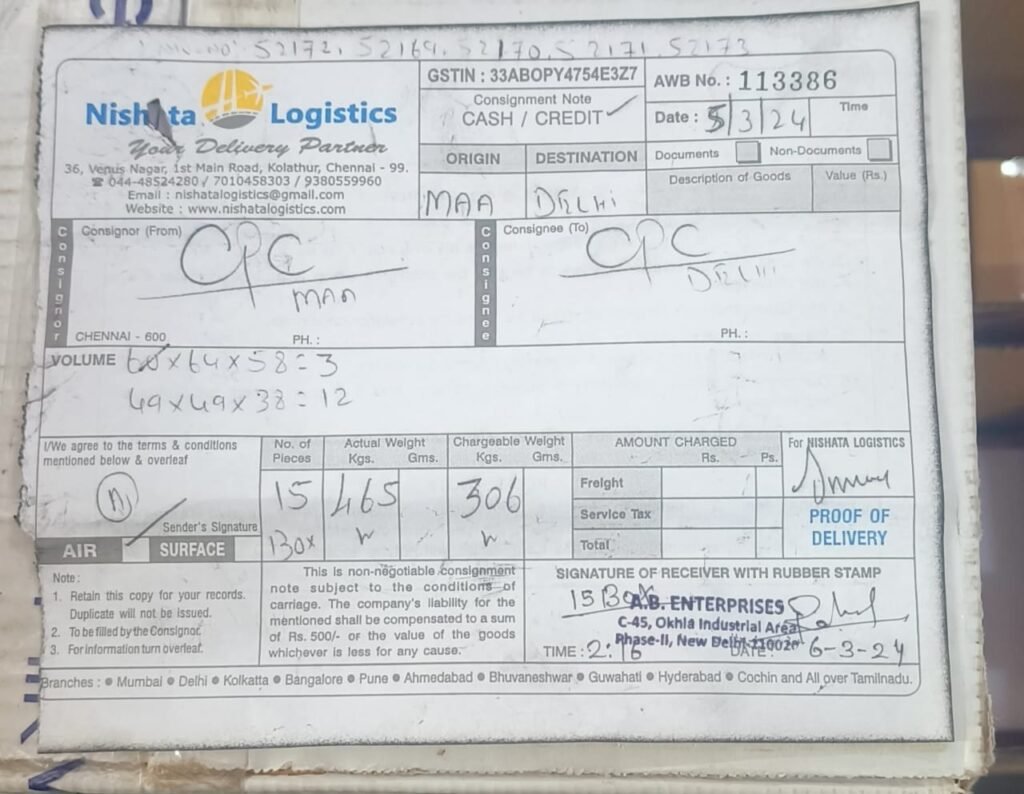 52172, 52169, 52170, 52171, 52173
Nishata Logistics
Your Delivery Partner
36, Venus Nagar, 1st Main Road, Kolathur, Chennai - 99.
☎ 044-48524280 / 7010458303 / 9380559960
Email : nishatalogistics@gmail.com
Website : www.nishatalogistics.com
GSTIN : 33ABOPY4754E3Z7
Consignment Note
CASH / CREDIT ✓
ORIGIN DESTINATION
MAA DELHI
AWB No. : 113386
Date : 5/3/24 Time
Documents Non-Documents
Description of Goods Value (Rs.)
Consignor
Consignor (From)
CPC
MAA
CHENNAI - 600 PH. :
Consignee
Consignee (To)
CPC
DELHI
PH. :
VOLUME 60x64x58=3
49x49x38=12
I/We agree to the terms & conditions
mentioned below & overleaf
Sender's Signature
AIR SURFACE
No. of Pieces
15
BOX
Actual Weight
Kgs. Gms.
465
Chargeable Weight
Kgs. Gms.
306
AMOUNT CHARGED
Rs. Ps.
Freight
Service Tax
Total
For NISHATA LOGISTICS
PROOF OF
DELIVERY
Note :
1. Retain this copy for your records.
Duplicate will not be issued.
2. To be filled by the Consignor.
3. For information turn overleaf.
This is non-negotiable consignment
note subject to the conditions of
carriage. The company's liability for the
mentioned shall be compensated to a sum
of Rs. 500/- or the value of the goods
whichever is less for any cause.
SIGNATURE OF RECEIVER WITH RUBBER STAMP
15 Box
A.B. ENTERPRISES
C-45, Okhla Industrial Area
Phase-II, New Delhi-110020
TIME : 2:16 DATE : 6-3-24
Branches : ● Mumbai ● Delhi ● Kolkatta ● Bangalore ● Pune ● Ahmedabad ● Bhuvaneshwar ● Guwahati ● Hyderabad ● Cochin and All over Tamilnadu.